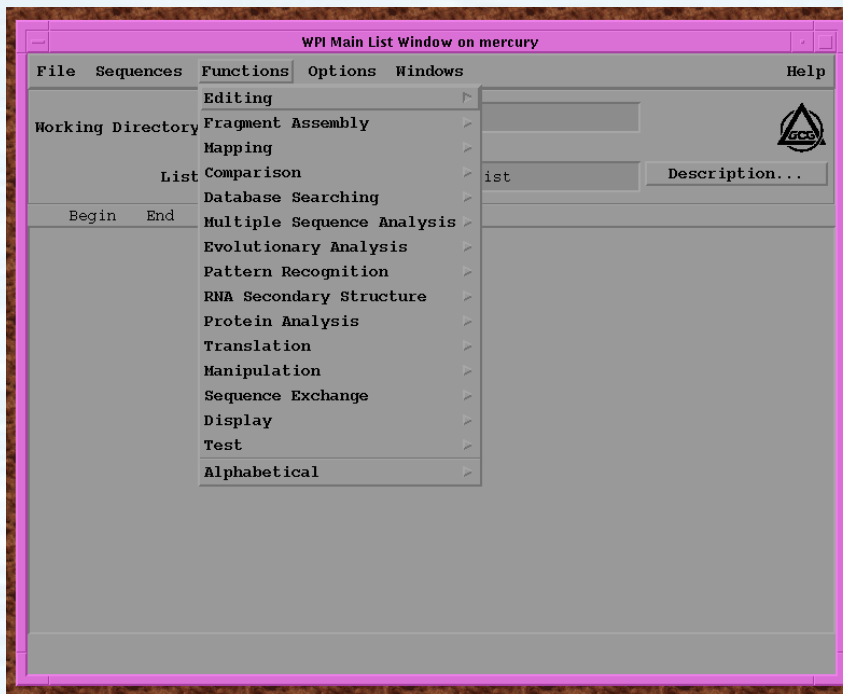 WPI Main List Window on mercury
File Sequences Functions Options Windows Help
Editing
Working Directory
Fragment Assembly
GCG
Mapping
List
Comparison
ist
Description...
Database Searching
Begin End
Multiple Sequence Analysis
Evolutionary Analysis
Pattern Recognition
RNA Secondary Structure
Protein Analysis
Translation
Manipulation
Sequence Exchange
Display
Test
Alphabetical